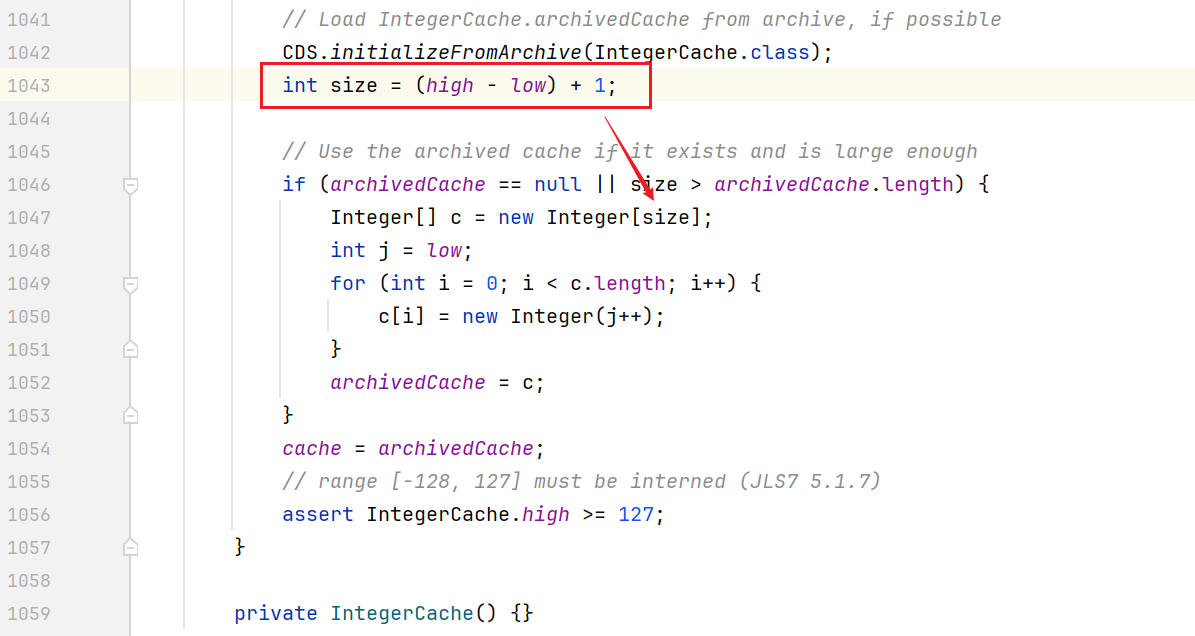 1041 // Load IntegerCache.archivedCache from archive, if possible
1042 CDS.initializeFromArchive(IntegerCache.class);
1043 int size = (high - low) + 1;
1044
1045 // Use the archived cache if it exists and is large enough
1046 if (archivedCache == null || size > archivedCache.length) {
1047 Integer[] c = new Integer[size];
1048 int j = low;
1049 for (int i = 0; i < c.length; i++) {
1050 c[i] = new Integer(j++);
1051 }
1052 archivedCache = c;
1053 }
1054 cache = archivedCache;
1055 // range [-128, 127] must be interned (JLS7 5.1.7)
1056 assert IntegerCache.high >= 127;
1057 }
1058
1059 private IntegerCache() {}